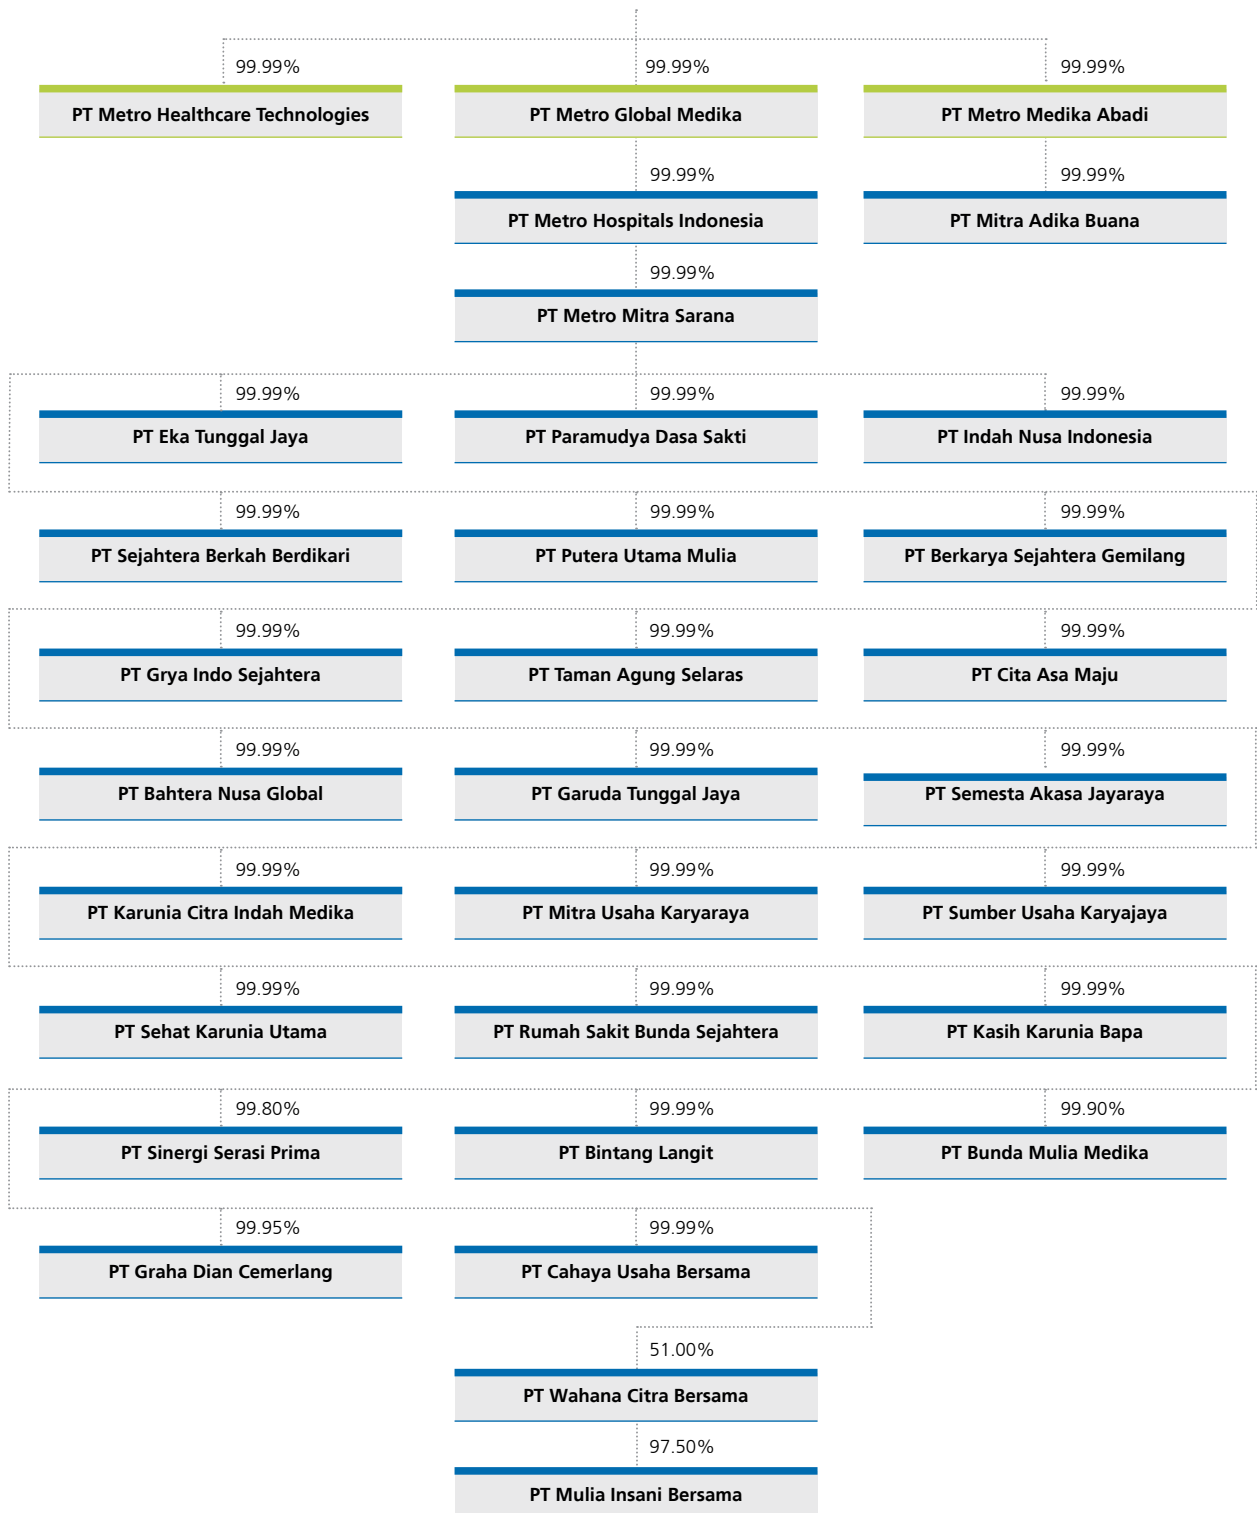 99.99% 99.99% 99.99%
PT Metro Healthcare Technologies PT Metro Global Medika PT Metro Medika Abadi
99.99% 99.99%
PT Metro Hospitals Indonesia PT Mitra Adika Buana
99.99%
PT Metro Mitra Sarana
99.99% 99.99% 99.99%
PT Eka Tunggal Jaya PT Paramudya Dasa Sakti PT Indah Nusa Indonesia
99.99% 99.99% 99.99%
PT Sejahtera Berkah Berdikari PT Putera Utama Mulia PT Berkarya Sejahtera Gemilang
99.99% 99.99% 99.99%
PT Grya Indo Sejahtera PT Taman Agung Selaras PT Cita Asa Maju
99.99% 99.99% 99.99%
PT Bahtera Nusa Global PT Garuda Tunggal Jaya PT Semesta Akasa Jayaraya
99.99% 99.99% 99.99%
PT Karunia Citra Indah Medika PT Mitra Usaha Karyaraya PT Sumber Usaha Karyajaya
99.99% 99.99% 99.99%
PT Sehat Karunia Utama PT Rumah Sakit Bunda Sejahtera PT Kasih Karunia Bapa
99.80% 99.99% 99.90%
PT Sinergi Serasi Prima PT Bintang Langit PT Bunda Mulia Medika
99.95% 99.99%
PT Graha Dian Cemerlang PT Cahaya Usaha Bersama
51.00%
PT Wahana Citra Bersama
97.50%
PT Mulia Insani Bersama